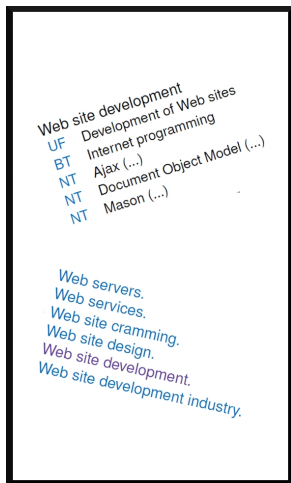 Web site development
UF Development of Web sites
BT Internet programming
NT Ajax (...)
NT Document Object Model (...)
NT Mason (...)
Web servers.
Web services.
Web site cramming.
Web site design.
Web site development.
Web site development industry.